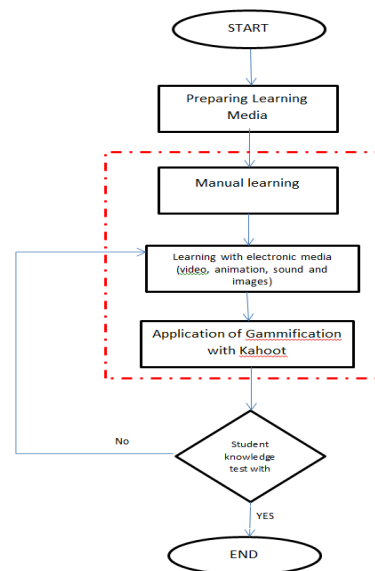 START
Preparing Learning
Media
Manual learning
Learning with electronic media
(video, animation, sound and
images)
Application of Gammification
with Kahoot
Student
knowledge
test with
No
YES
END